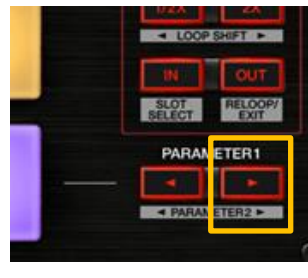 1/2X 2X
◄ LOOP SHIFT ►
IN OUT
SLOT SELECT RELOOP/EXIT
PARAMETER1
◄ ►
◄ PARAMETER2 ►